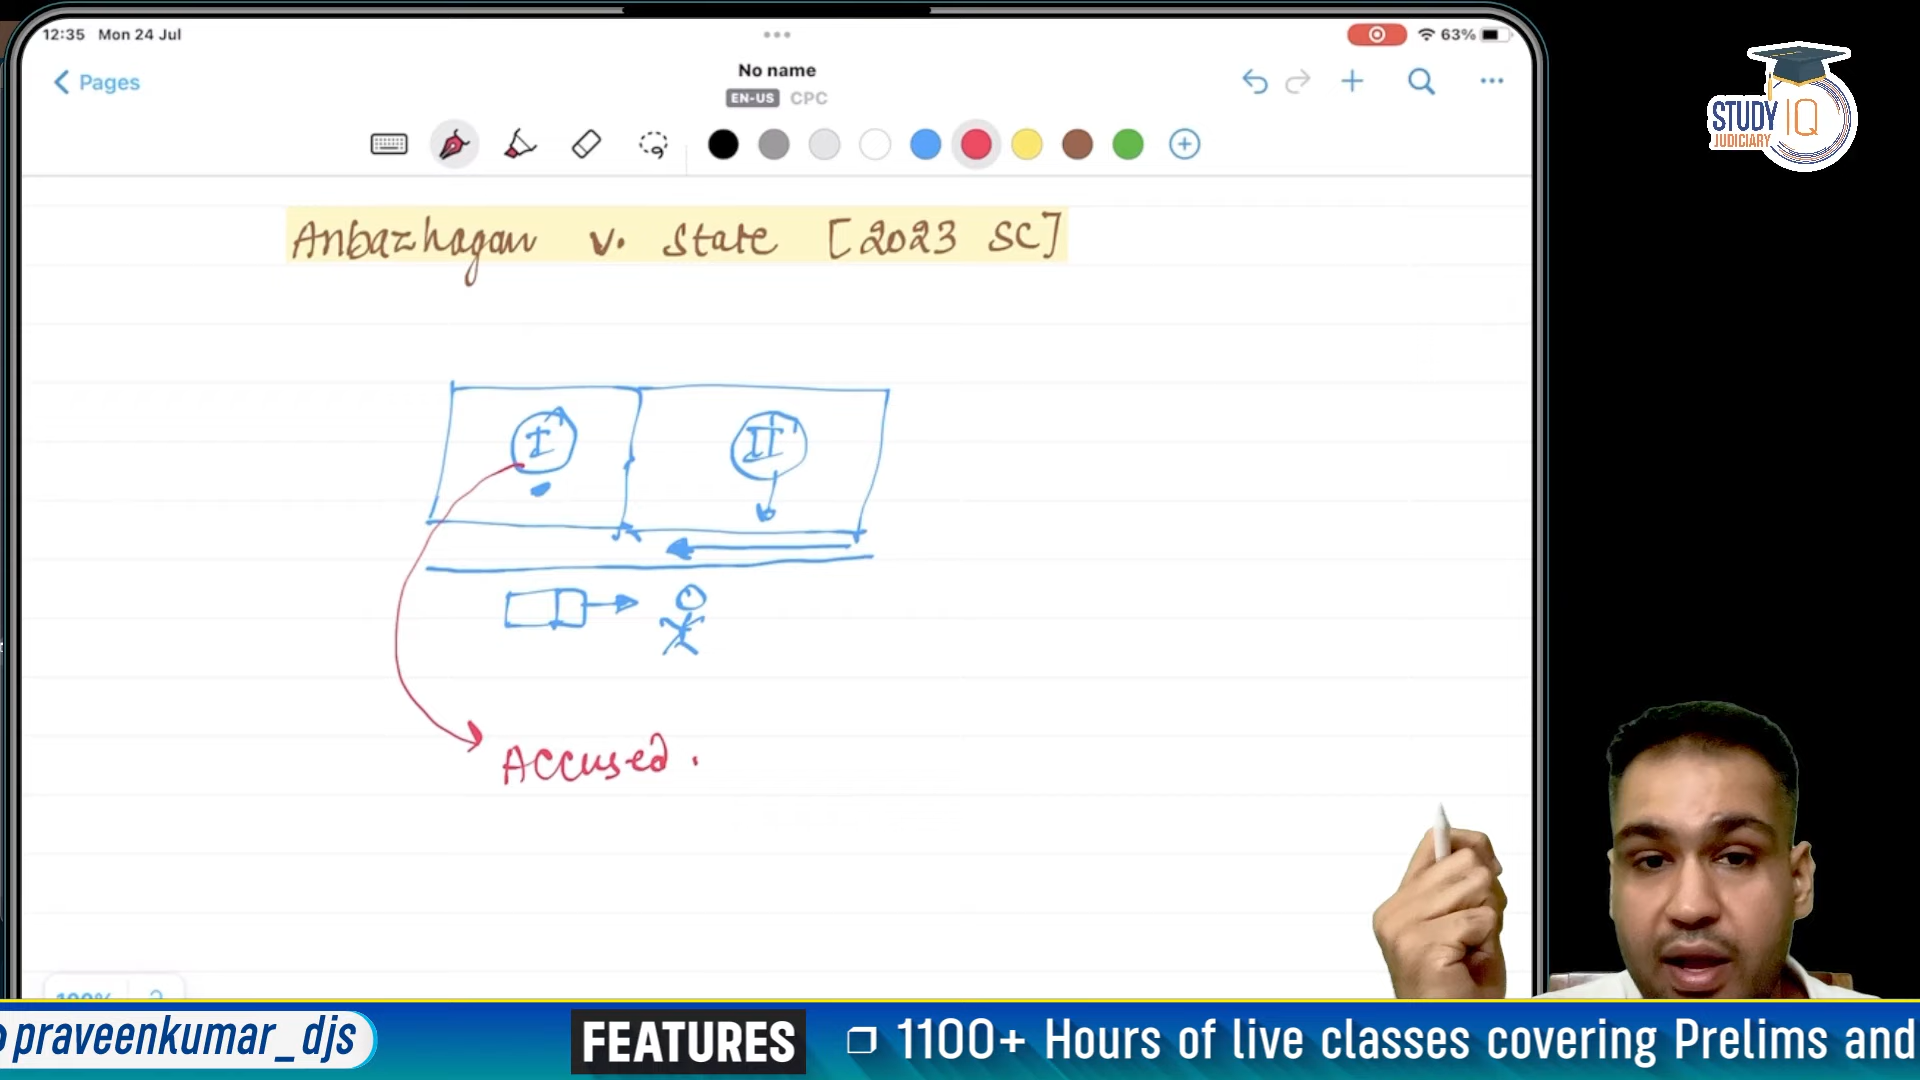 12:35 Mon 24 Jul
63%
Pages
No name
EN-US CPC
STUDY IQ
JUDICIARY
Anbazhagan v. State [2023 SC]
I
II
Accused.
100%
praveenkumar_djs
FEATURES
1100+ Hours of live classes covering Prelims and